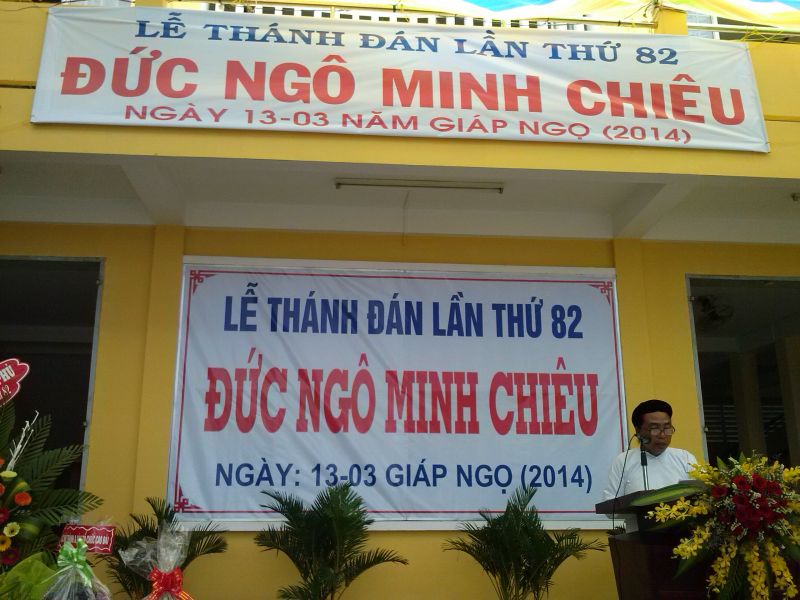 LỄ THÁNH ĐÁN LẦN THỨ 82
ĐỨC NGÔ MINH CHIÊU
NGÀY 13-03 NĂM GIÁP NGỌ (2014)
LỄ THÁNH ĐÁN LẦN THỨ 82
ĐỨC NGÔ MINH CHIÊU
NGÀY: 13-03 GIÁP NGỌ (2014)